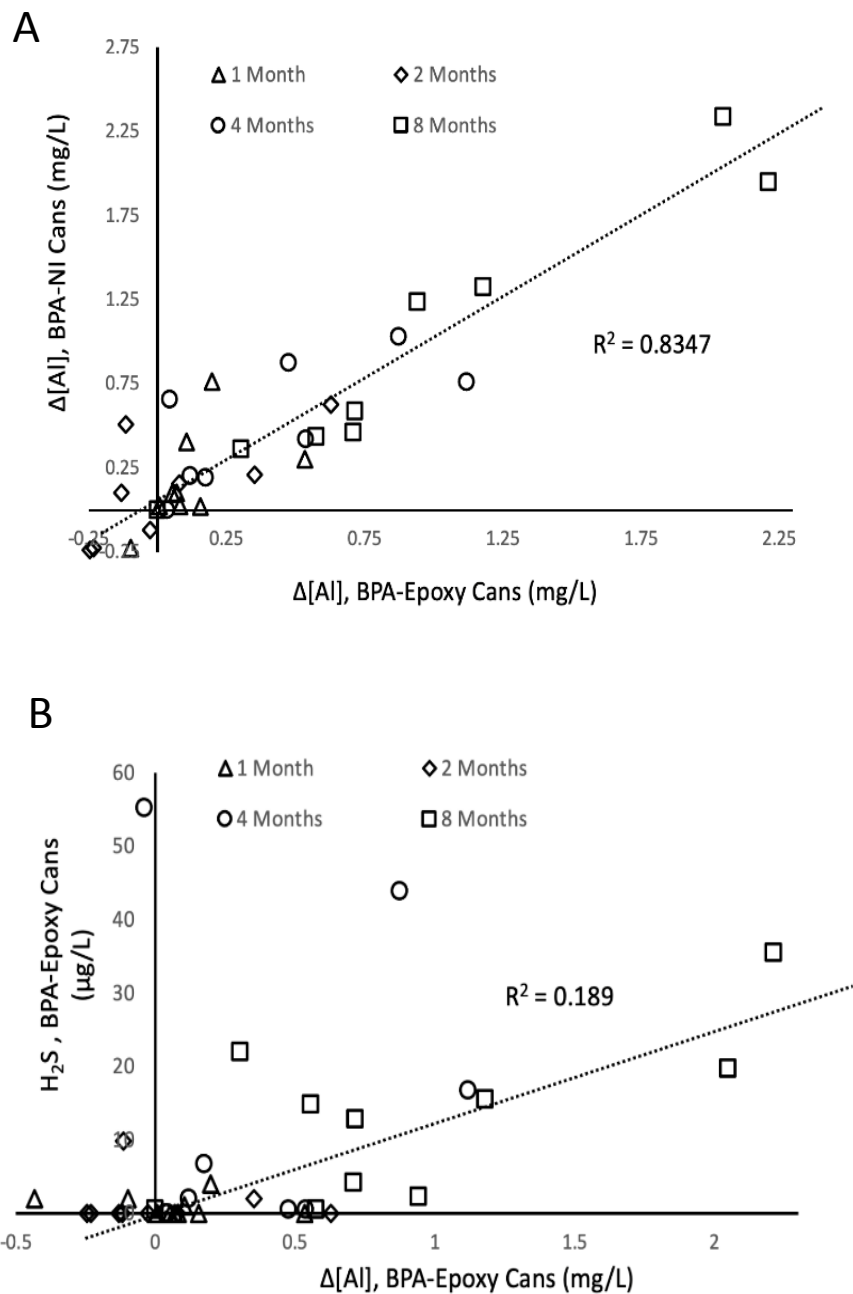 A
2.75
△ 1 Month ◇ 2 Months
2.25
○ 4 Months □ 8 Months
Δ[Al], BPA-NI Cans (mg/L)
1.75
1.25
R² = 0.8347
0.75
0.25
-0.25 0.25 0.75 1.25 1.75 2.25
-0.25
Δ[Al], BPA-Epoxy Cans (mg/L)
B
60
△ 1 Month ◇ 2 Months
○ 4 Months □ 8 Months
50
H₂S , BPA-Epoxy Cans
(µg/L)
40
30
R² = 0.189
20
10
0
-0.5 0 0.5 1 1.5 2
Δ[Al], BPA-Epoxy Cans (mg/L)